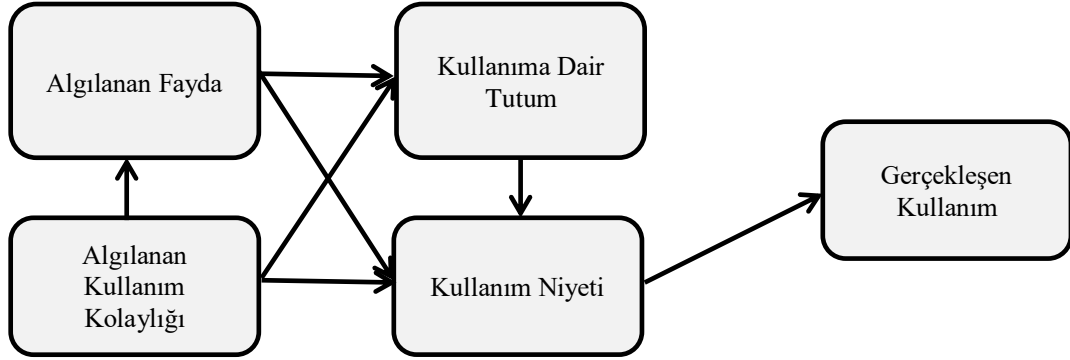 Algılanan Fayda
Kullanıma Dair
Tutum
Gerçekleşen
Kullanım
Algılanan
Kullanım
Kolaylığı
Kullanım Niyeti